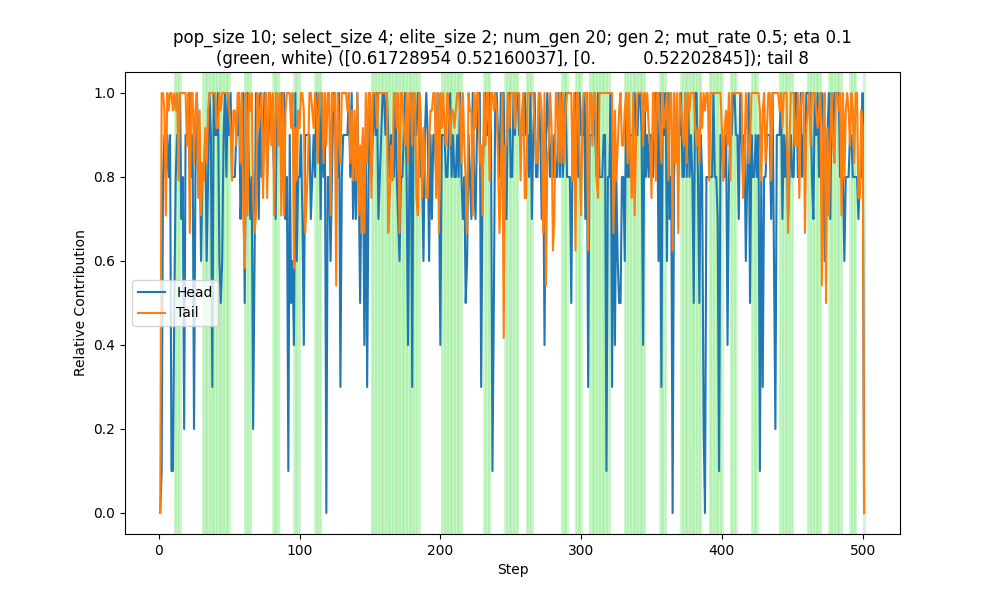 pop_size 10; select_size 4; elite_size 2; num_gen 20; gen 2; mut_rate 0.5; eta 0.1
(green, white) ([0.61728954 0.52160037], [0. 0.52202845]); tail 8
1.0
0.8
0.6
0.4
0.2
0.0
Relative Contribution
Head
Tail
0 100 200 300 400 500
Step